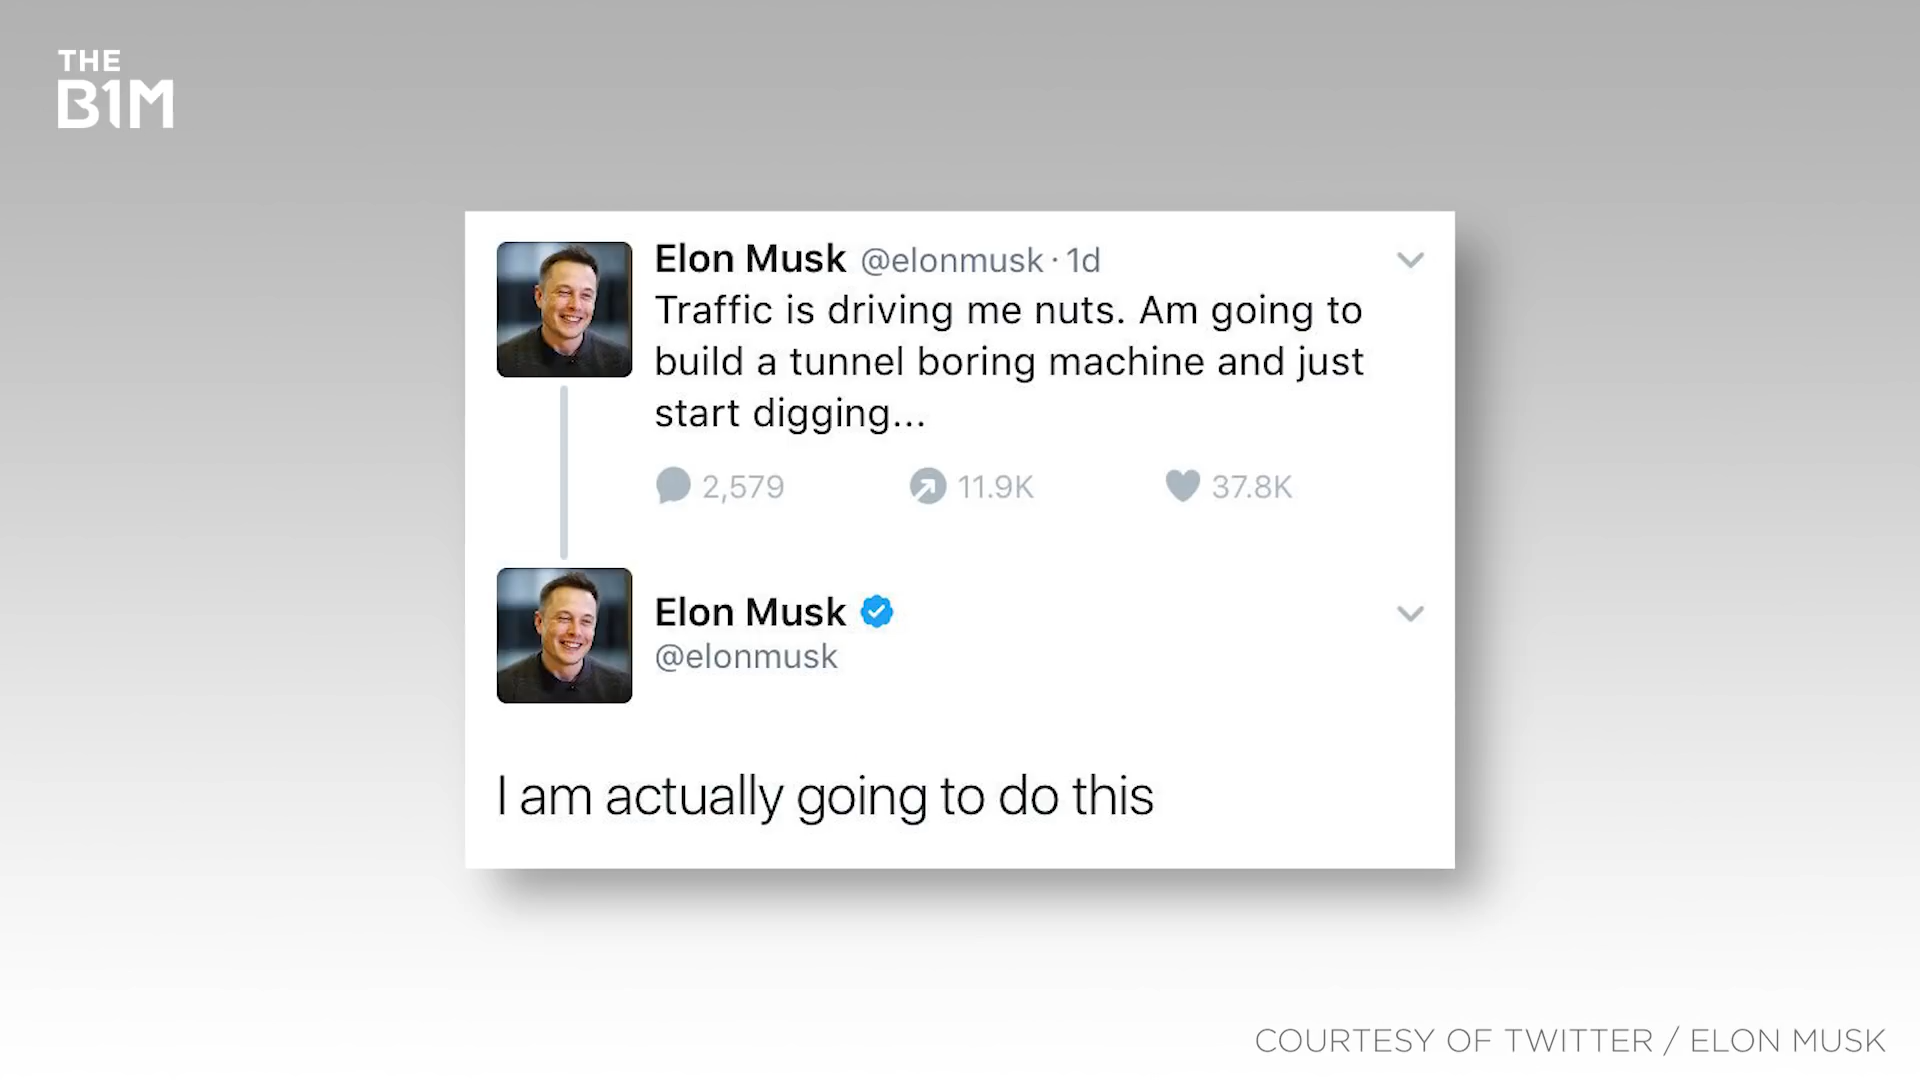 THE
B1M
Elon Musk @elonmusk · 1d
Traffic is driving me nuts. Am going to
build a tunnel boring machine and just
start digging...
2,579 11.9K 37.8K
Elon Musk
@elonmusk
I am actually going to do this
COURTESY OF TWITTER / ELON MUSK